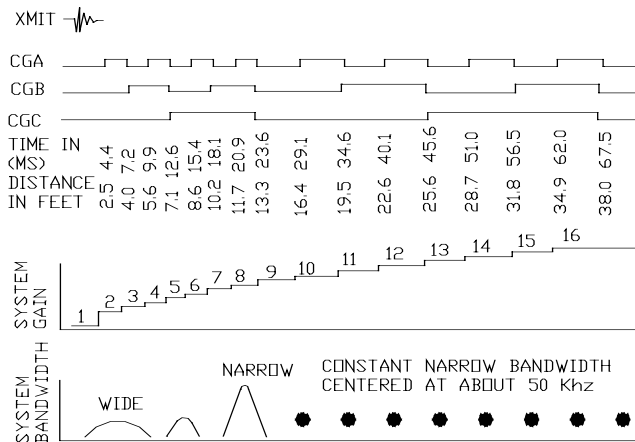 XMIT
CGA
CGB
CGC
TIME IN (MS) 4.4 7.2 9.9 12.6 15.4 18.1 20.9 23.6 29.1 34.6 40.1 45.6 51.0 56.5 62.0 67.5
DISTANCE IN FEET 2.5 4.0 5.6 7.1 8.6 10.2 11.7 13.3 16.4 19.5 22.6 25.6 28.7 31.8 34.9 38.0
SYSTEM GAIN
1 2 3 4 5 6 7 8 9 10 11 12 13 14 15 16
SYSTEM BANDWIDTH
WIDE
NARROW
CONSTANT NARROW BANDWIDTH
CENTERED AT ABOUT 50 Khz